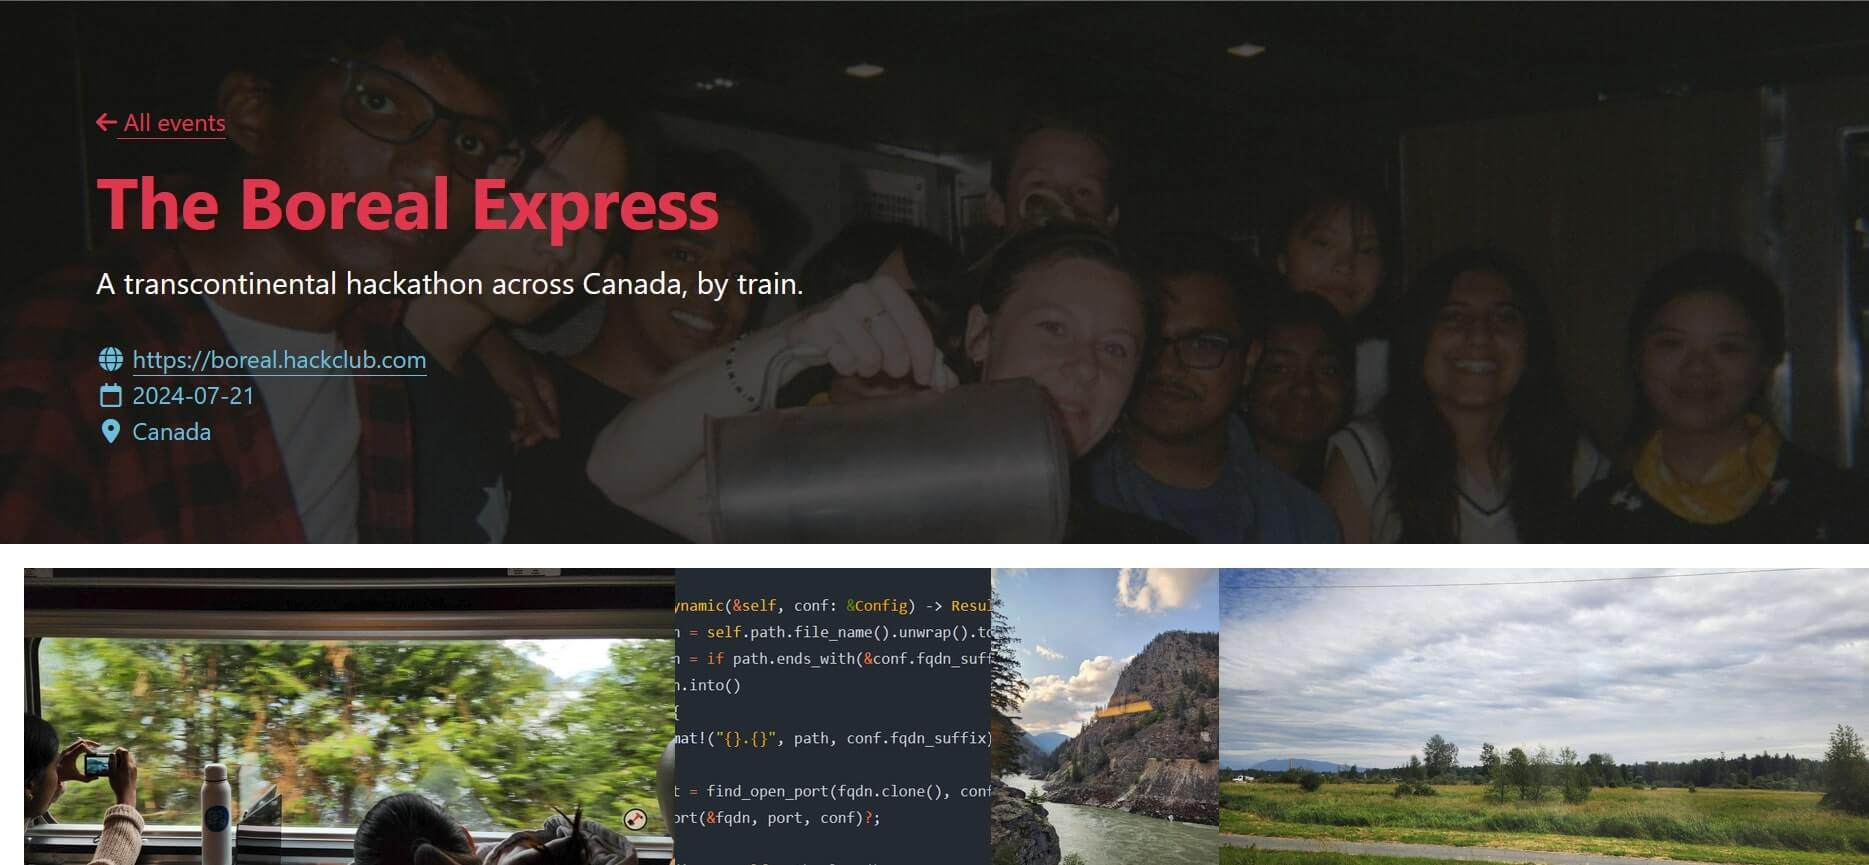 All events
The Boreal Express
A transcontinental hackathon across Canada, by train.
https://boreal.hackclub.com
2024-07-21
Canada
ynamic(&self, conf: &Config) -> Resul
= self.path.file_name().unwrap().to
= if path.ends_with(&conf.fqdn_suff
.into()
{
mat!("{}.{}", path, conf.fqdn_suffix)
= find_open_port(fqdn.clone(), conf
ort(&fqdn, port, conf)?;